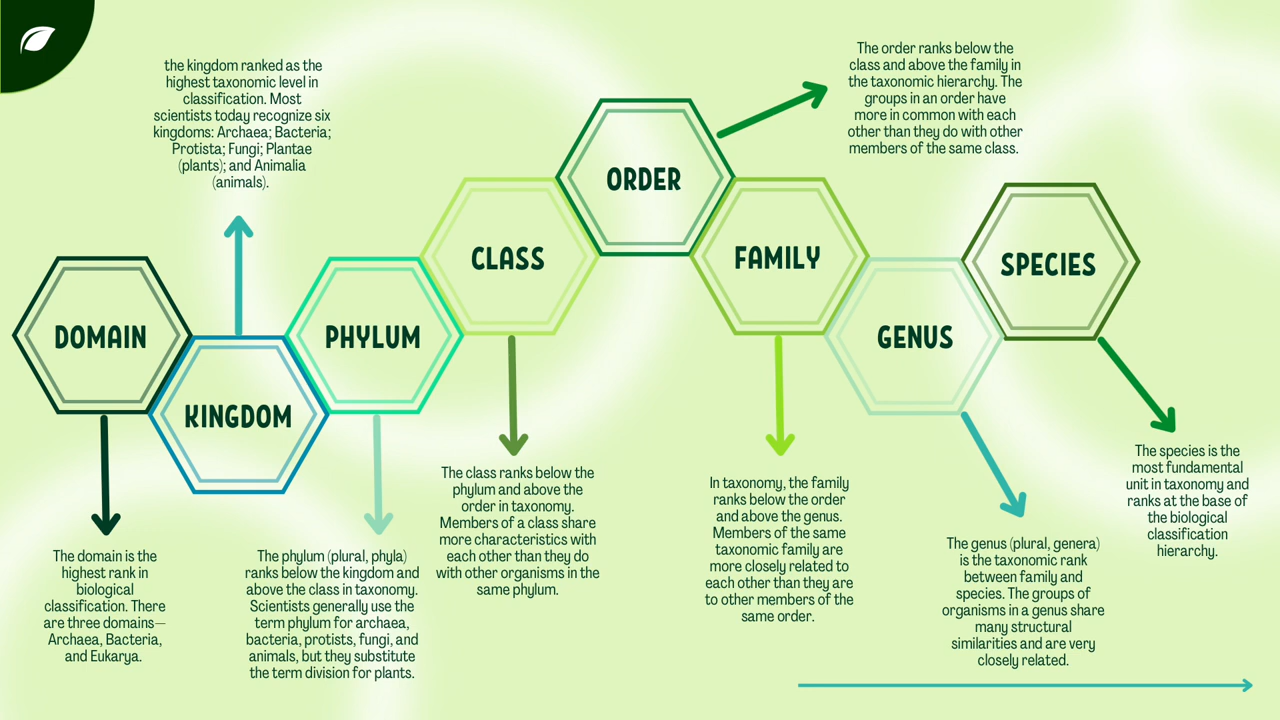 DOMAIN
The domain is the
highest rank in
biological
classification. There
are three domains—
Archaea, Bacteria,
and Eukarya.
the kingdom ranked as the
highest taxonomic level in
classification. Most
scientists today recognize six
kingdoms: Archaea; Bacteria;
Protista; Fungi; Plantae
(plants); and Animalia
(animals).
KINGDOM
PHYLUM
The phylum (plural, phyla)
ranks below the kingdom and
above the class in taxonomy.
Scientists generally use the
term phylum for archaea,
bacteria, protists, fungi, and
animals, but they substitute
the term division for plants.
CLASS
The class ranks below the
phylum and above the
order in taxonomy.
Members of a class share
more characteristics with
each other than they do
with other organisms in the
same phylum.
ORDER
The order ranks below the
class and above the family in
the taxonomic hierarchy. The
groups in an order have
more in common with each
other than they do with other
members of the same class.
FAMILY
In taxonomy, the family
ranks below the order
and above the genus.
Members of the same
taxonomic family are
more closely related to
each other than they are
to other members of the
same order.
GENUS
The genus (plural, genera)
is the taxonomic rank
between family and
species. The groups of
organisms in a genus share
many structural
similarities and are very
closely related.
SPECIES
The species is the
most fundamental
unit in taxonomy and
ranks at the base of
the biological
classification
hierarchy.